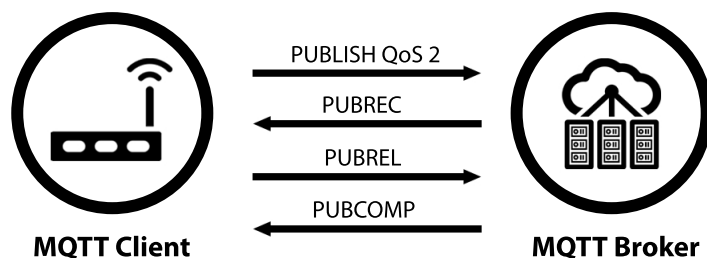 PUBLISH QoS 2
PUBREC
PUBREL
PUBCOMP
MQTT Client
MQTT Broker